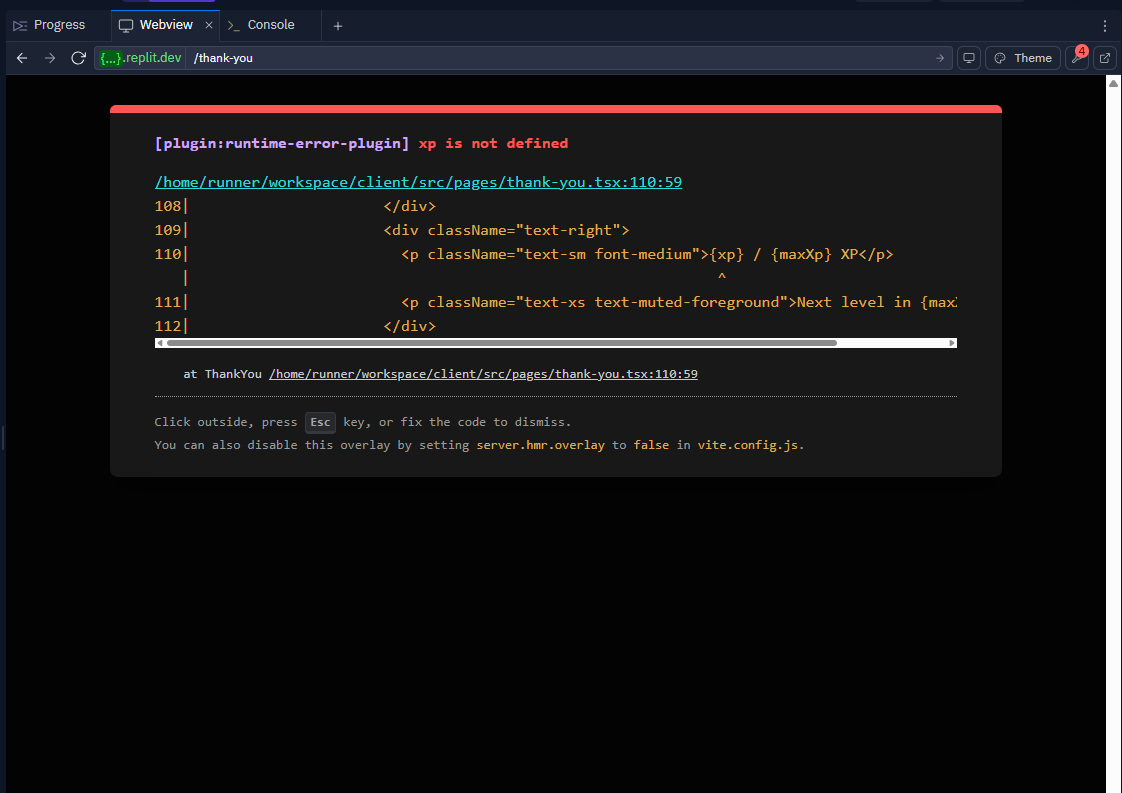 Progress
Webview ×
>_ Console
+
{...}.replit.dev /thank-you
Theme
4
[plugin:runtime-error-plugin] xp is not defined
/home/runner/workspace/client/src/pages/thank-you.tsx:110:59
108| </div>
109| <div className="text-right">
110| <p className="text-sm font-medium">{xp} / {maxXp} XP</p>
| ^
111| <p className="text-xs text-muted-foreground">Next level in {max
112| </div>
at ThankYou /home/runner/workspace/client/src/pages/thank-you.tsx:110:59
Click outside, press Esc key, or fix the code to dismiss.
You can also disable this overlay by setting server.hmr.overlay to false in vite.config.js.